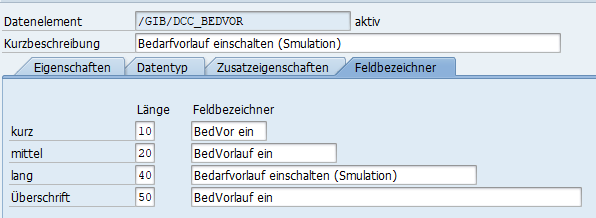 Datenelement /GIB/DCC_BEDVOR aktiv
Kurzbeschreibung Bedarfvorlauf einschalten (Smulation)
Eigenschaften Datentyp Zusatzeigenschaften Feldbezeichner
Länge Feldbezeichner
kurz 10 BedVor ein
mittel 20 BedVorlauf ein
lang 40 Bedarfvorlauf einschalten (Smulation)
Überschrift 50 BedVorlauf ein